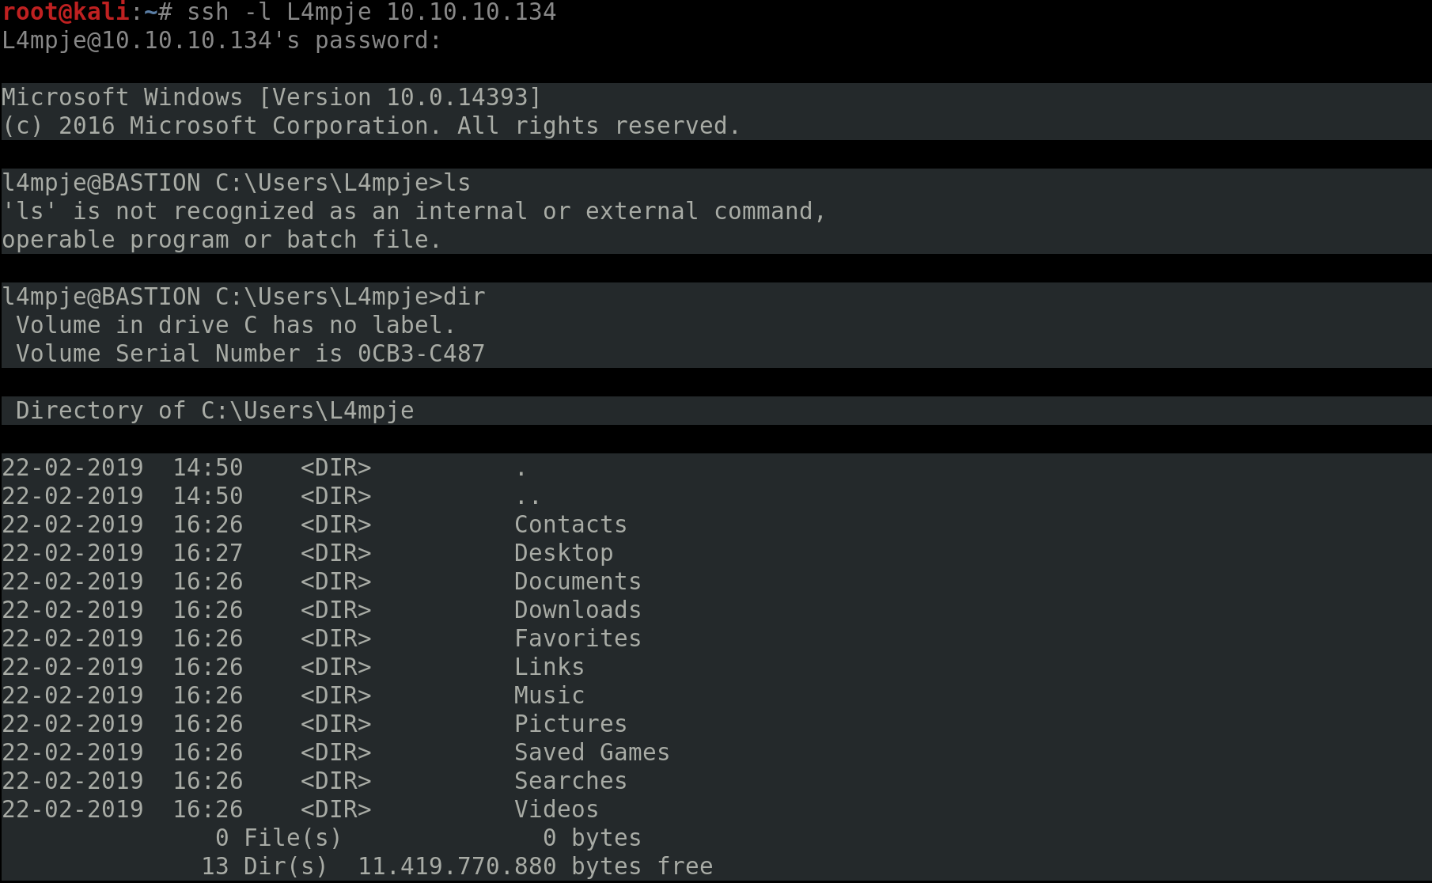 root@kali:~# ssh -l L4mpje 10.10.10.134
L4mpje@10.10.10.134's password:
Microsoft Windows [Version 10.0.14393]
(c) 2016 Microsoft Corporation. All rights reserved.
l4mpje@BASTION C:\Users\L4mpje>ls
'ls' is not recognized as an internal or external command,
operable program or batch file.
l4mpje@BASTION C:\Users\L4mpje>dir
 Volume in drive C has no label.
 Volume Serial Number is 0CB3-C487
 Directory of C:\Users\L4mpje
22-02-2019  14:50    <DIR>          .
22-02-2019  14:50    <DIR>          ..
22-02-2019  16:26    <DIR>          Contacts
22-02-2019  16:27    <DIR>          Desktop
22-02-2019  16:26    <DIR>          Documents
22-02-2019  16:26    <DIR>          Downloads
22-02-2019  16:26    <DIR>          Favorites
22-02-2019  16:26    <DIR>          Links
22-02-2019  16:26    <DIR>          Music
22-02-2019  16:26    <DIR>          Pictures
22-02-2019  16:26    <DIR>          Saved Games
22-02-2019  16:26    <DIR>          Searches
22-02-2019  16:26    <DIR>          Videos
               0 File(s)              0 bytes
              13 Dir(s)  11.419.770.880 bytes free